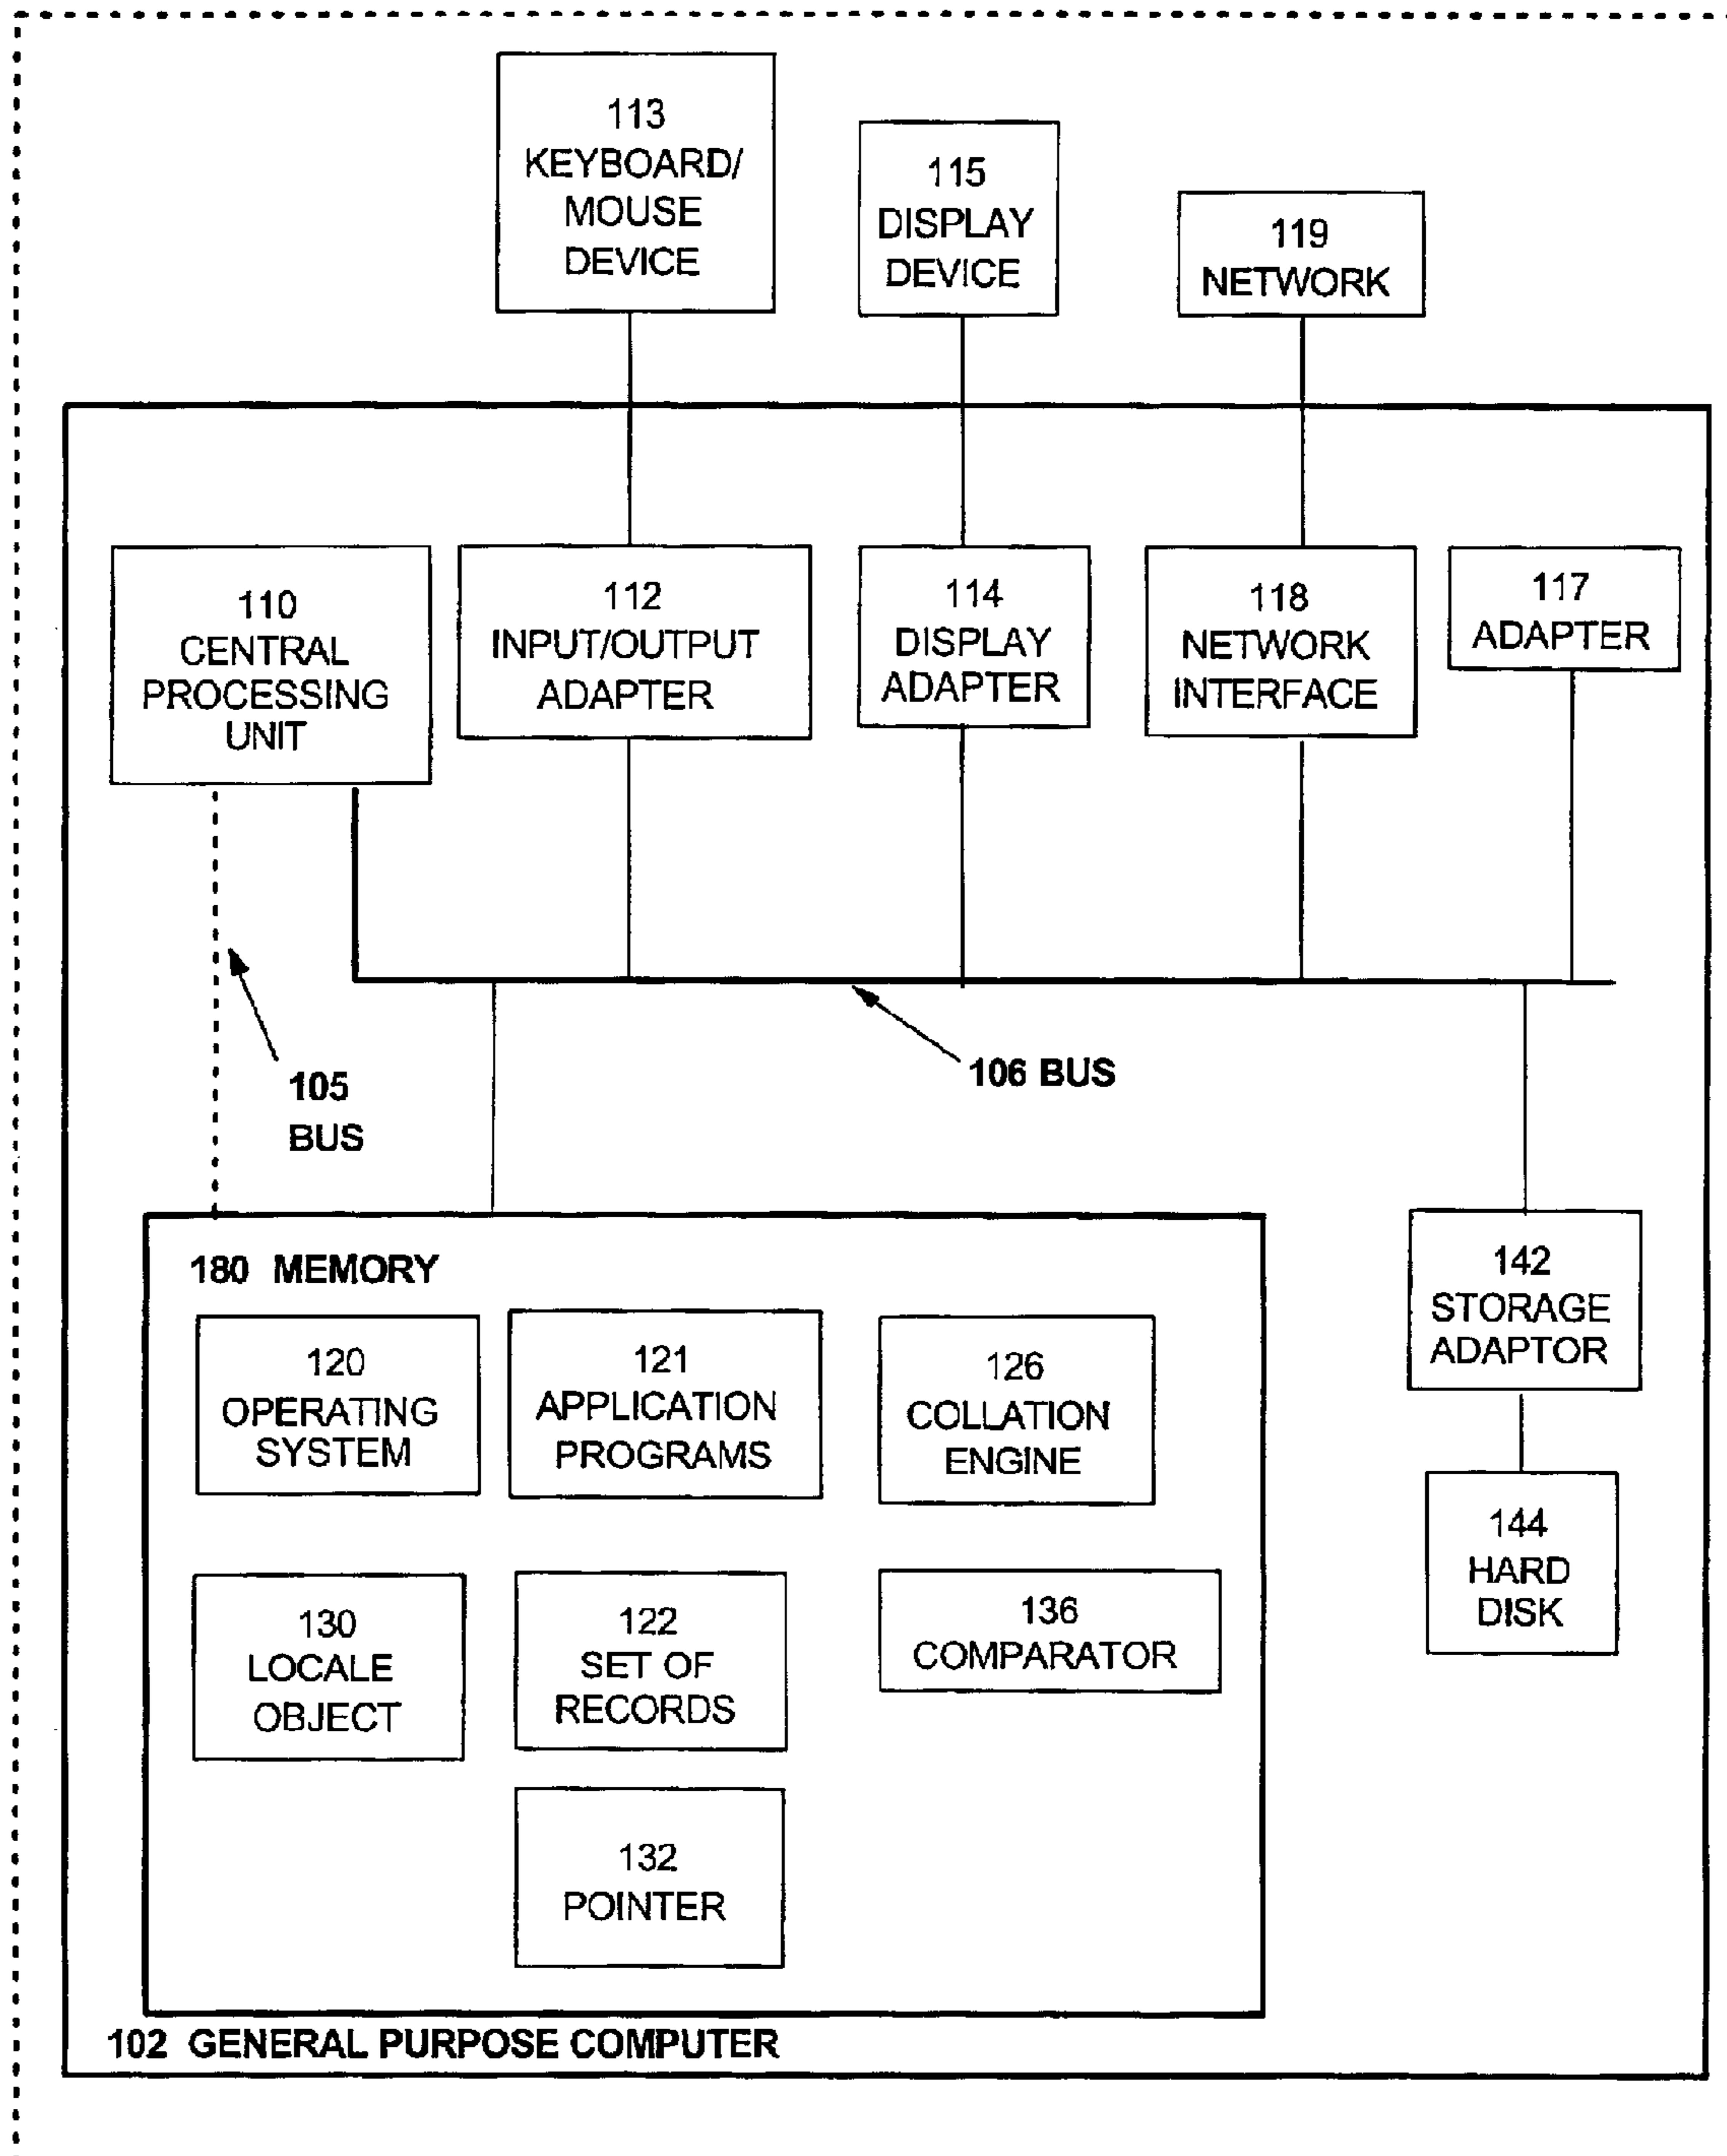 113
KEYBOARD/
MOUSE
DEVICE
115
DISPLAY
DEVICE
119
NETWORK
110
CENTRAL
PROCESSING
UNIT
112
INPUT/OUTPUT
ADAPTER
114
DISPLAY
ADAPTER
118
NETWORK
INTERFACE
117
ADAPTER
105
BUS
106 BUS
180 MEMORY
120
OPERATING
SYSTEM
121
APPLICATION
PROGRAMS
126
COLLATION
ENGINE
130
LOCALE
OBJECT
122
SET OF
RECORDS
136
COMPARATOR
132
POINTER
142
STORAGE
ADAPTOR
144
HARD
DISK
102 GENERAL PURPOSE COMPUTER